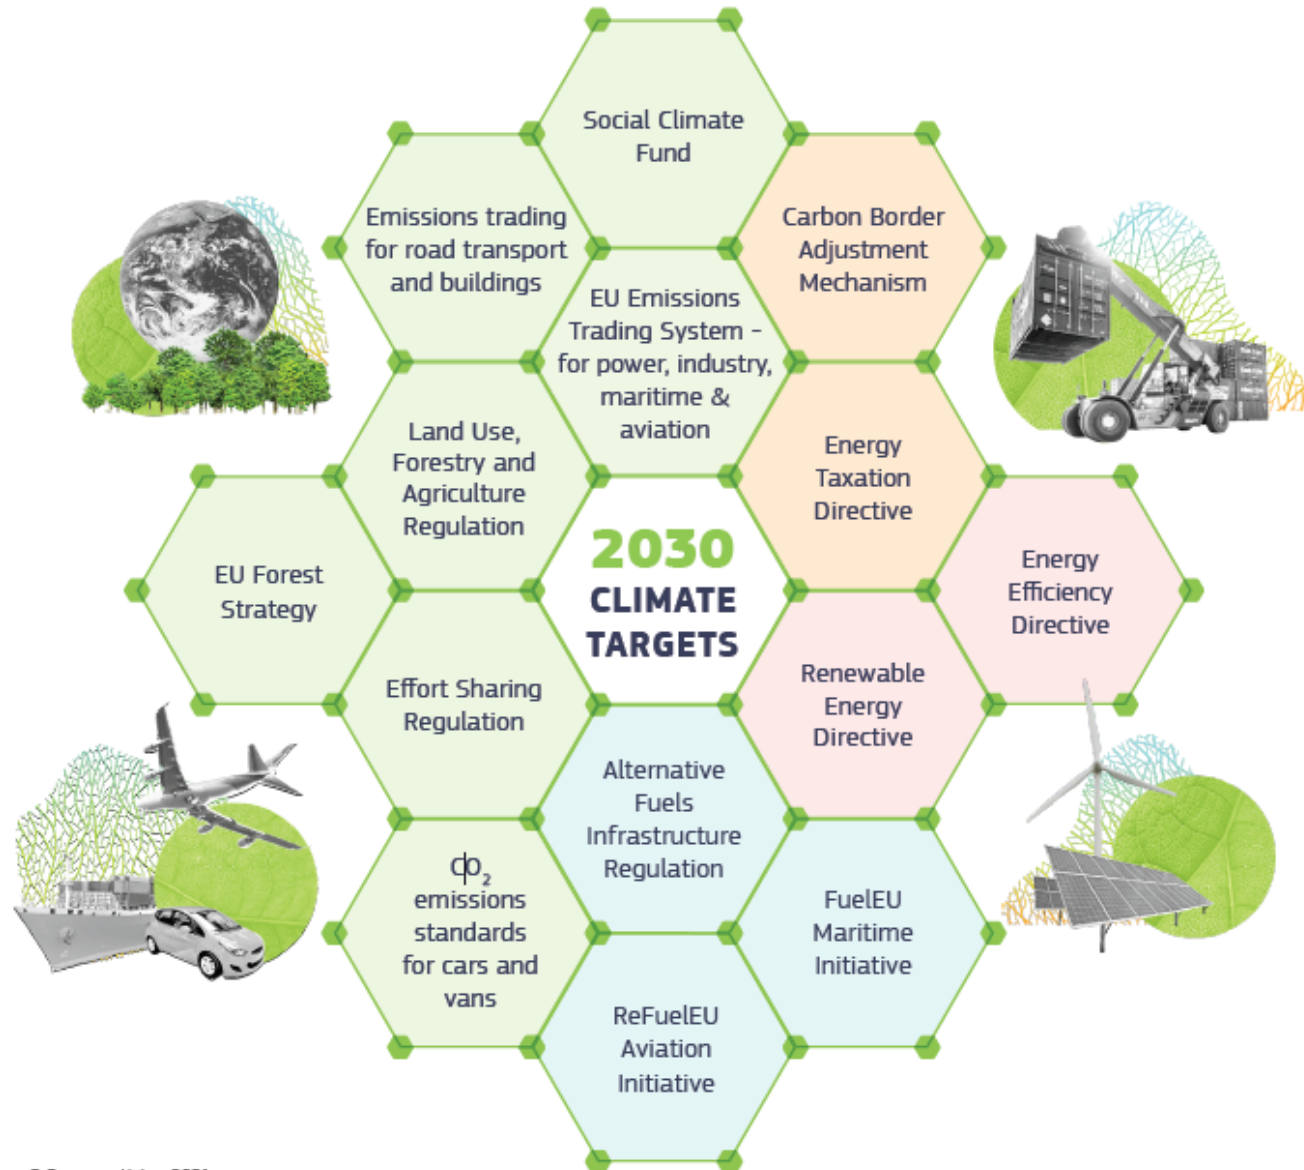 Social Climate
Fund
Emissions trading
for road transport
and buildings
Carbon Border
Adjustment
Mechanism
EU Emissions
Trading System -
for power, industry,
maritime &
aviation
Land Use,
Forestry and
Agriculture
Regulation
Energy
Taxation
Directive
EU Forest
Strategy
2030
CLIMATE
TARGETS
Energy
Efficiency
Directive
Effort Sharing
Regulation
Renewable
Energy
Directive
Alternative
Fuels
Infrastructure
Regulation
CO₂
emissions
standards
for cars and
vans
FuelEU
Maritime
Initiative
ReFuelEU
Aviation
Initiative